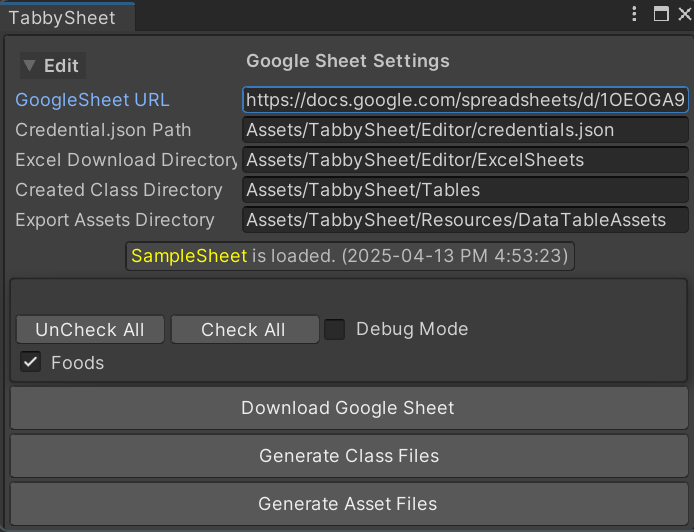 TabbySheet
Edit
Google Sheet Settings
GoogleSheet URL https://docs.google.com/spreadsheets/d/1OEOGA9
Credential.json Path Assets/TabbySheet/Editor/credentials.json
Excel Download Directory Assets/TabbySheet/Editor/ExcelSheets
Created Class Directory Assets/TabbySheet/Tables
Export Assets Directory Assets/TabbySheet/Resources/DataTableAssets
SampleSheet is loaded. (2025-04-13 PM 4:53:23)
UnCheck All Check All Debug Mode
Foods
Download Google Sheet
Generate Class Files
Generate Asset Files